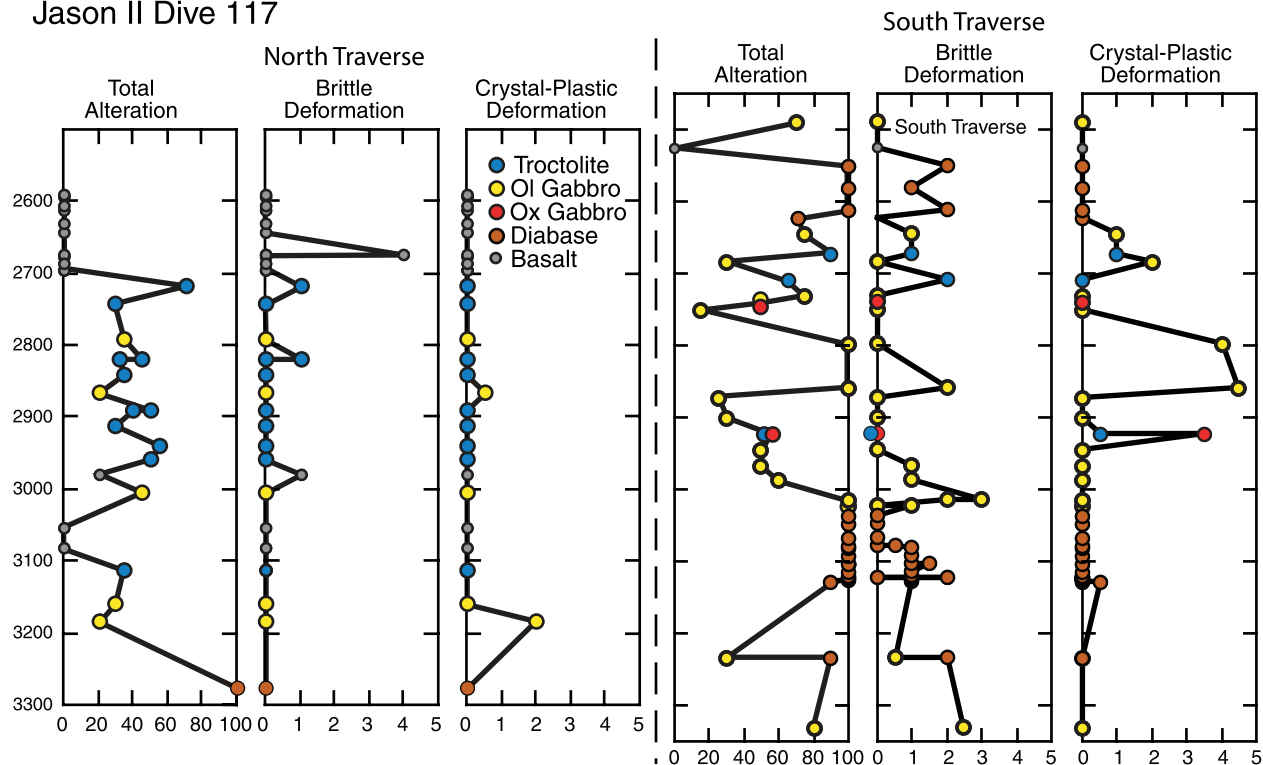 Jason II Dive 117
North Traverse
Total
Alteration
Brittle
Deformation
Crystal-Plastic
Deformation
South Traverse
Total
Alteration
Brittle
Deformation
Crystal-Plastic
Deformation
South Traverse
Troctolite
Ol Gabbro
Ox Gabbro
Diabase
Basalt
2600
2700
2800
2900
3000
3100
3200
3300
0 20 40 60 80 100
0 1 2 3 4 5
0 1 2 3 4 5
0 20 40 60 80 100
0 1 2 3 4 5
0 1 2 3 4 5